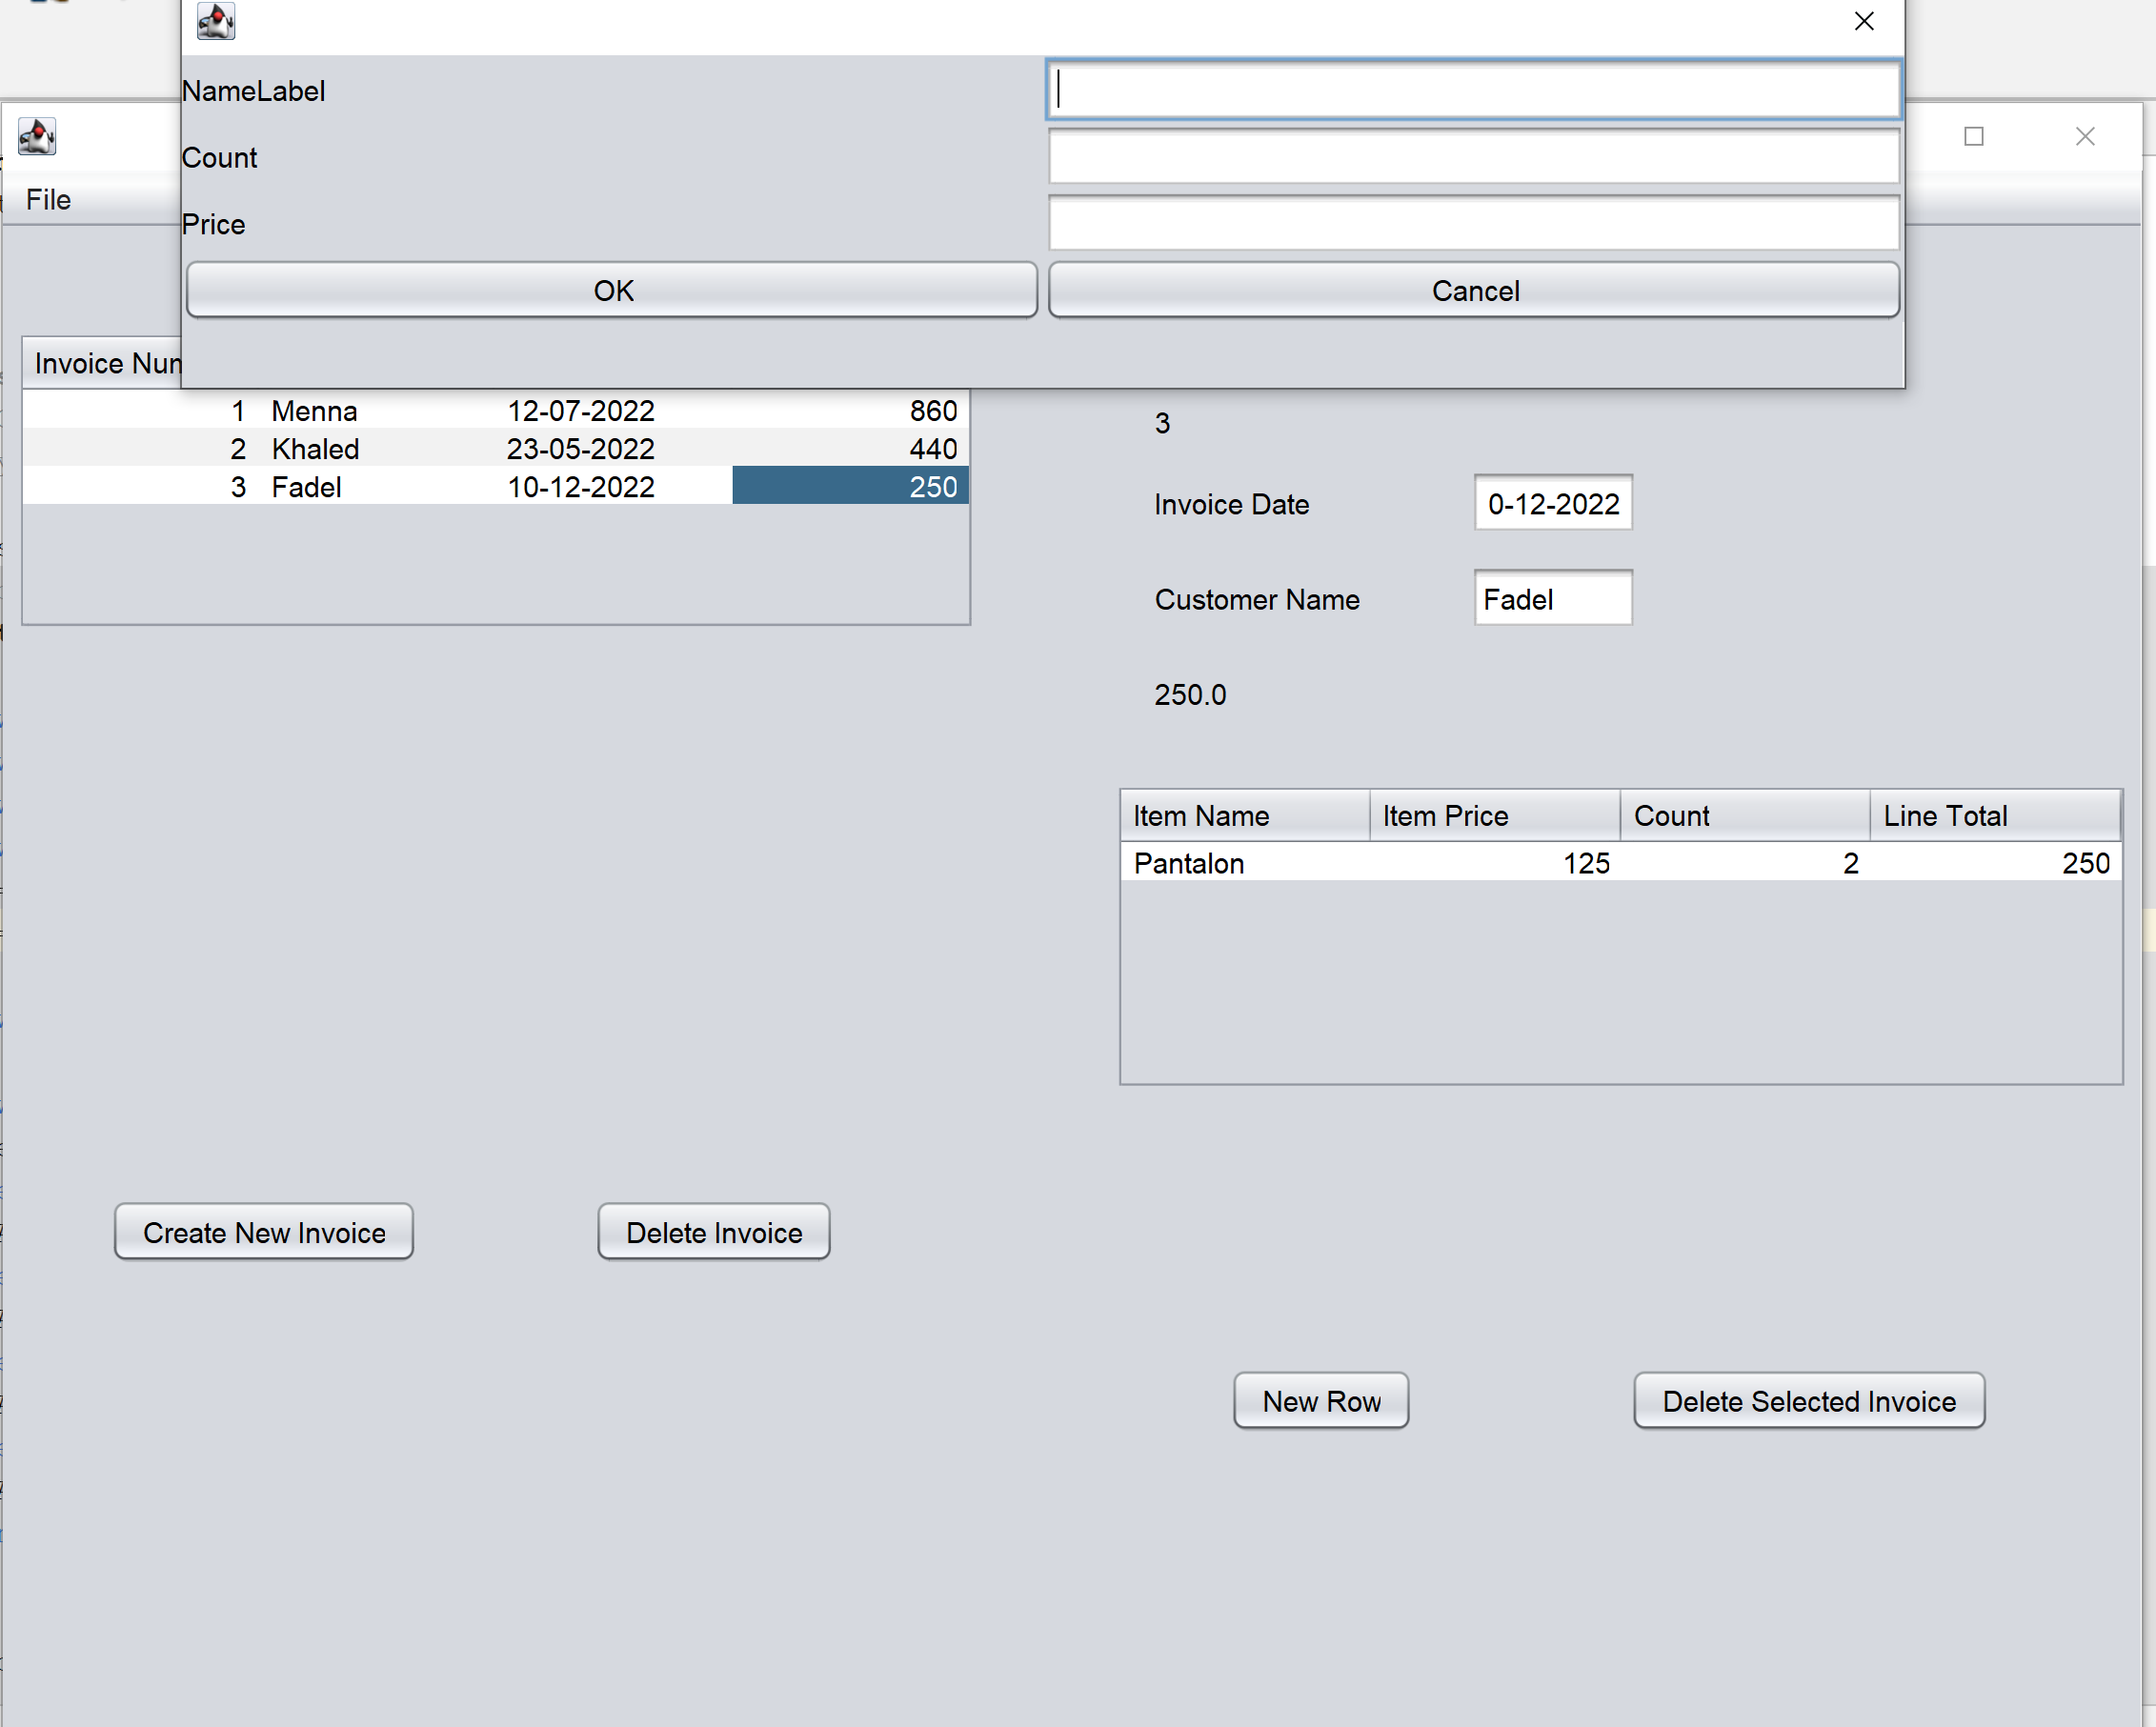 NameLabel
Count
Price
OK Cancel
File
Invoice Num
1 Menna 12-07-2022 860
2 Khaled 23-05-2022 440
3 Fadel 10-12-2022 250
3
Invoice Date 0-12-2022
Customer Name Fadel
250.0
Item Name Item Price Count Line Total
Pantalon 125 2 250
Create New Invoice Delete Invoice
New Row Delete Selected Invoice